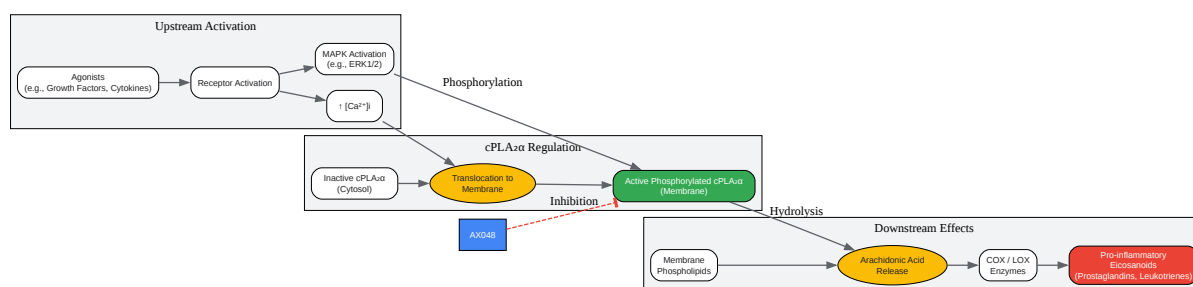 Upstream Activation
MAPK Activation
(e.g., ERK1/2)
Agonists
(e.g., Growth Factors, Cytokines)
Receptor Activation
Phosphorylation
↑ [Ca²⁺]i
cPLA₂α Regulation
Inactive cPLA₂α
(Cytosol)
Translocation to
Membrane
Active Phosphorylated cPLA₂α
(Membrane)
Inhibition
AX048
Hydrolysis
Downstream Effects
Membrane
Phospholipids
Arachidonic Acid
Release
COX / LOX
Enzymes
Pro-inflammatory
Eicosanoids
(Prostaglandins, Leukotrienes)